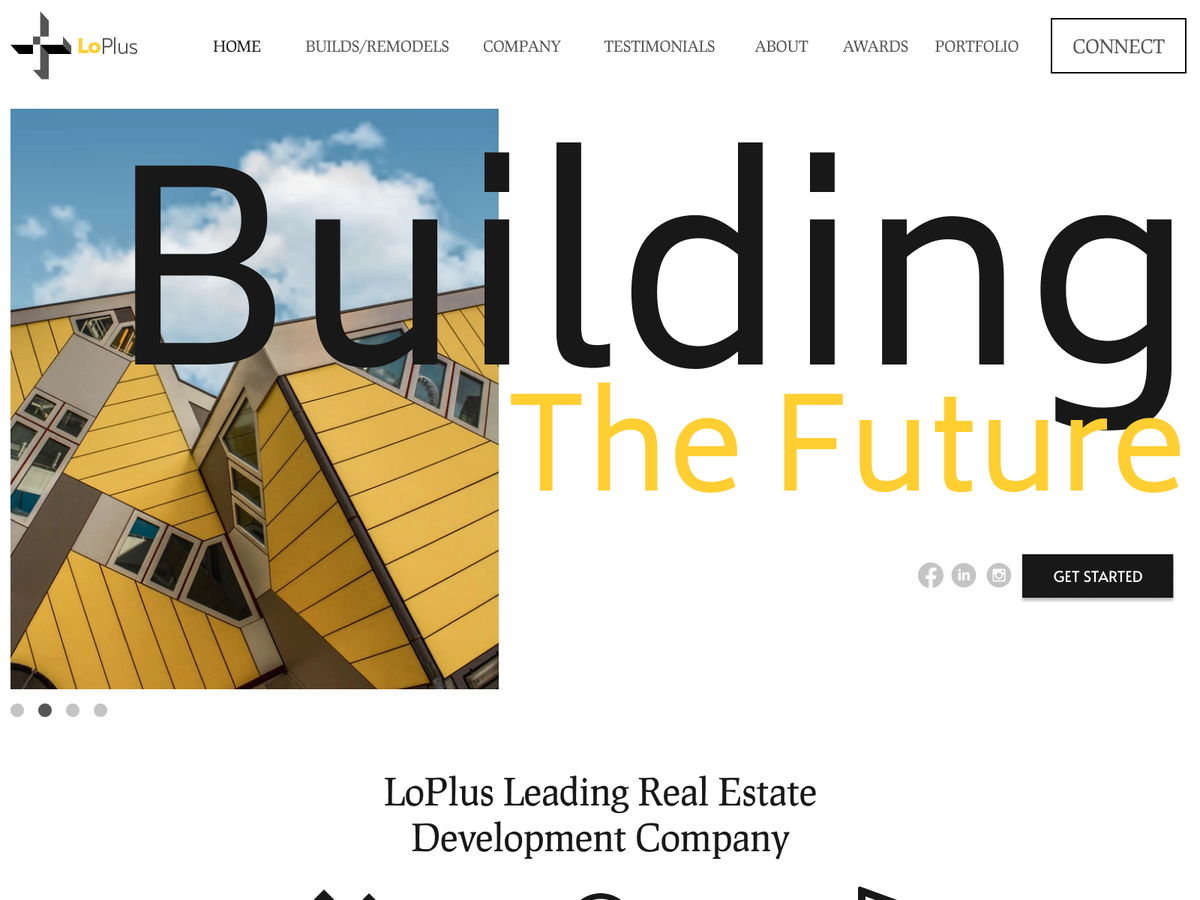 LoPlus
HOME BUILDS/REMODELS COMPANY TESTIMONIALS ABOUT AWARDS PORTFOLIO CONNECT
Building
The Future
GET STARTED
LoPlus Leading Real Estate
Development Company